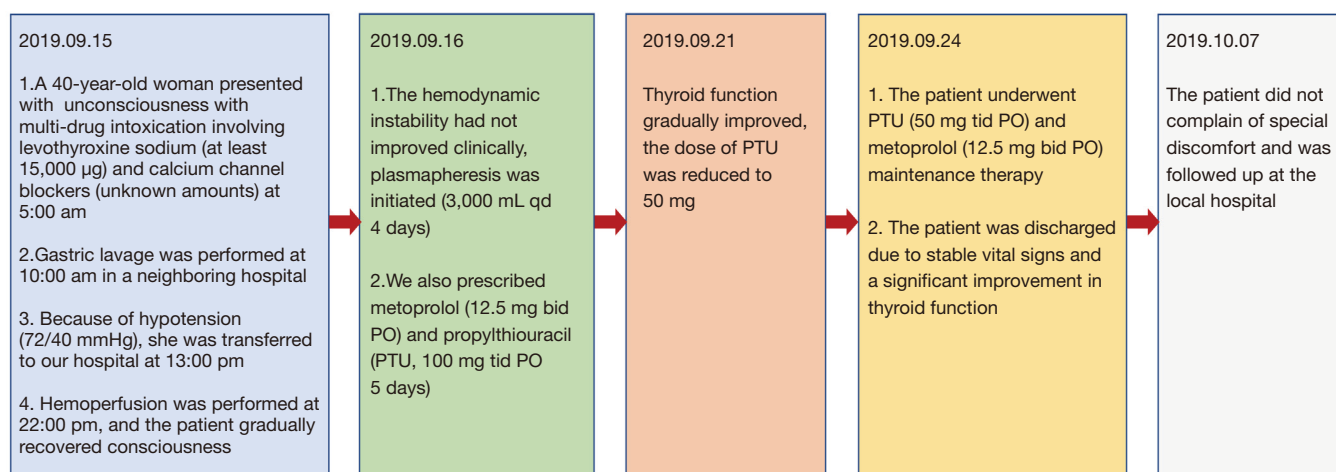 2019.09.15
1.A 40-year-old woman presented
with unconsciousness with
multi-drug intoxication involving
levothyroxine sodium (at least
15,000 μg) and calcium channel
blockers (unknown amounts) at
5:00 am
2.Gastric lavage was performed at
10:00 am in a neighboring hospital
3. Because of hypotension
(72/40 mmHg), she was transferred
to our hospital at 13:00 pm
4. Hemoperfusion was performed at
22:00 pm, and the patient gradually
recovered consciousness
2019.09.16
1.The hemodynamic
instability had not
improved clinically,
plasmapheresis was
initiated (3,000 mL qd
4 days)
2.We also prescribed
metoprolol (12.5 mg bid
PO) and propylthiouracil
(PTU, 100 mg tid PO
5 days)
2019.09.21
Thyroid function
gradually improved,
the dose of PTU
was reduced to
50 mg
2019.09.24
1. The patient underwent
PTU (50 mg tid PO) and
metoprolol (12.5 mg bid PO)
maintenance therapy
2. The patient was discharged
due to stable vital signs and
a significant improvement in
thyroid function
2019.10.07
The patient did not
complain of special
discomfort and was
followed up at the
local hospital